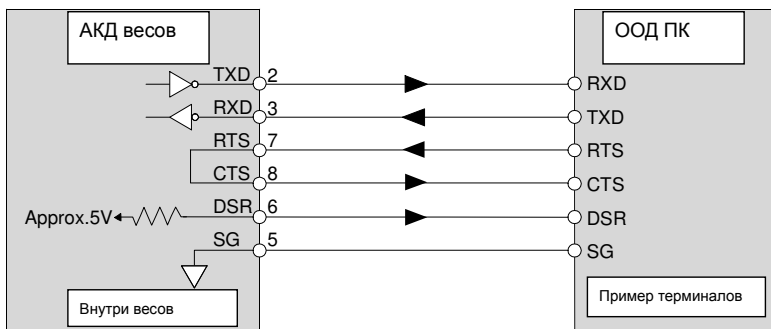 АКД весов
ООД ПК
TXD 2 RXD
RXD 3 TXD
RTS 7 RTS
CTS 8 CTS
Approx.5V DSR 6 DSR
SG 5 SG
Внутри весов
Пример терминалов